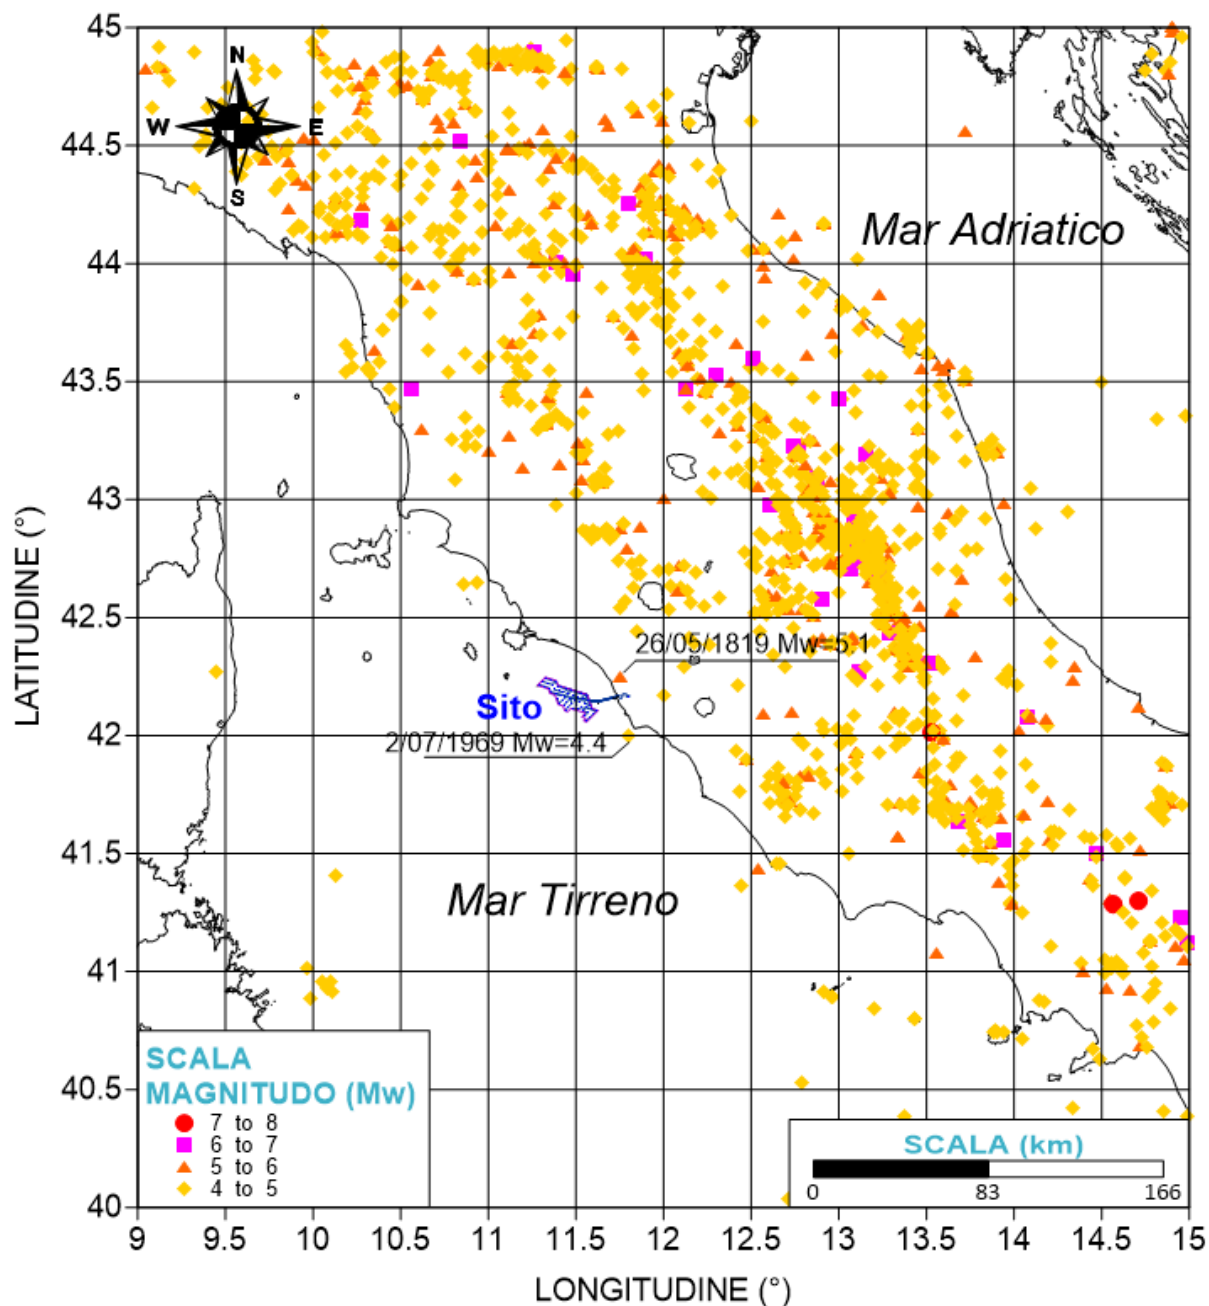 45
44.5
44
43.5
43
42.5
42
41.5
41
40.5
40
LATITUDINE (°)
N
W
E
S
Mar Adriatico
26/05/1819 Mw=5.1
Sito
2/07/1969 Mw=4.4
Mar Tirreno
SCALA
MAGNITUDO (Mw)
7 to 8
6 to 7
5 to 6
4 to 5
SCALA (km)
0 83 166
9 9.5 10 10.5 11 11.5 12 12.5 13 13.5 14 14.5 15
LONGITUDINE (°)